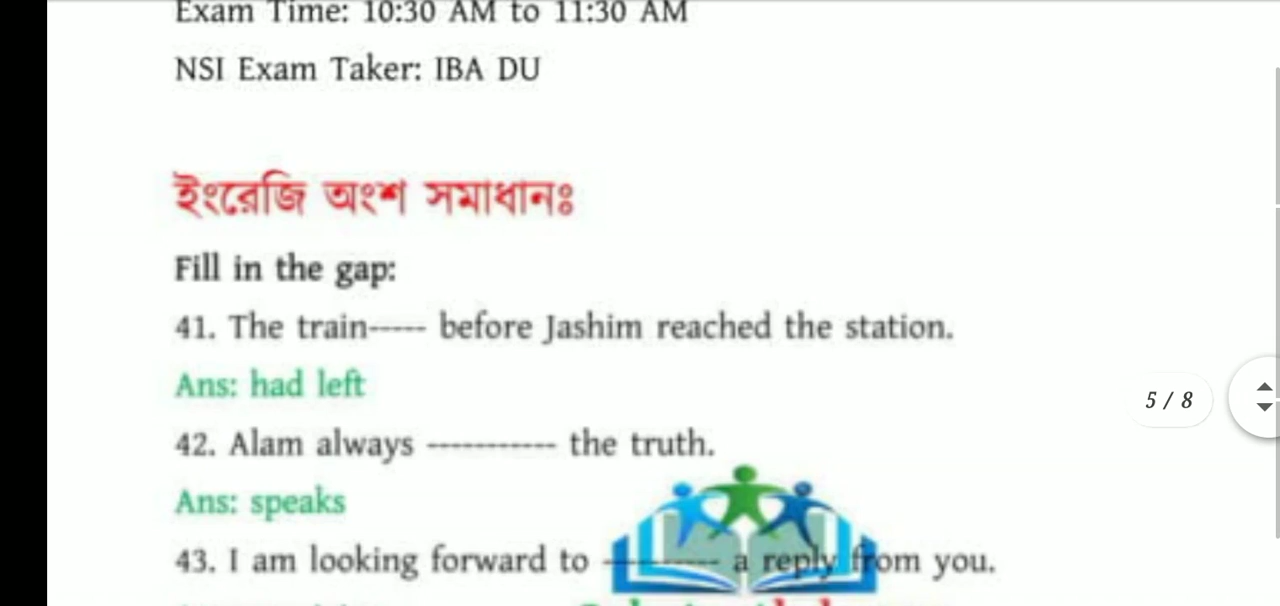 Exam Time: 10:30 AM to 11:30 AM
NSI Exam Taker: IBA DU
ইংরেজি অংশ সমাধানঃ
Fill in the gap:
41. The train----- before Jashim reached the station.
Ans: had left
42. Alam always ----------- the truth.
Ans: speaks
43. I am looking forward to ---------- a reply from you.
5 / 8